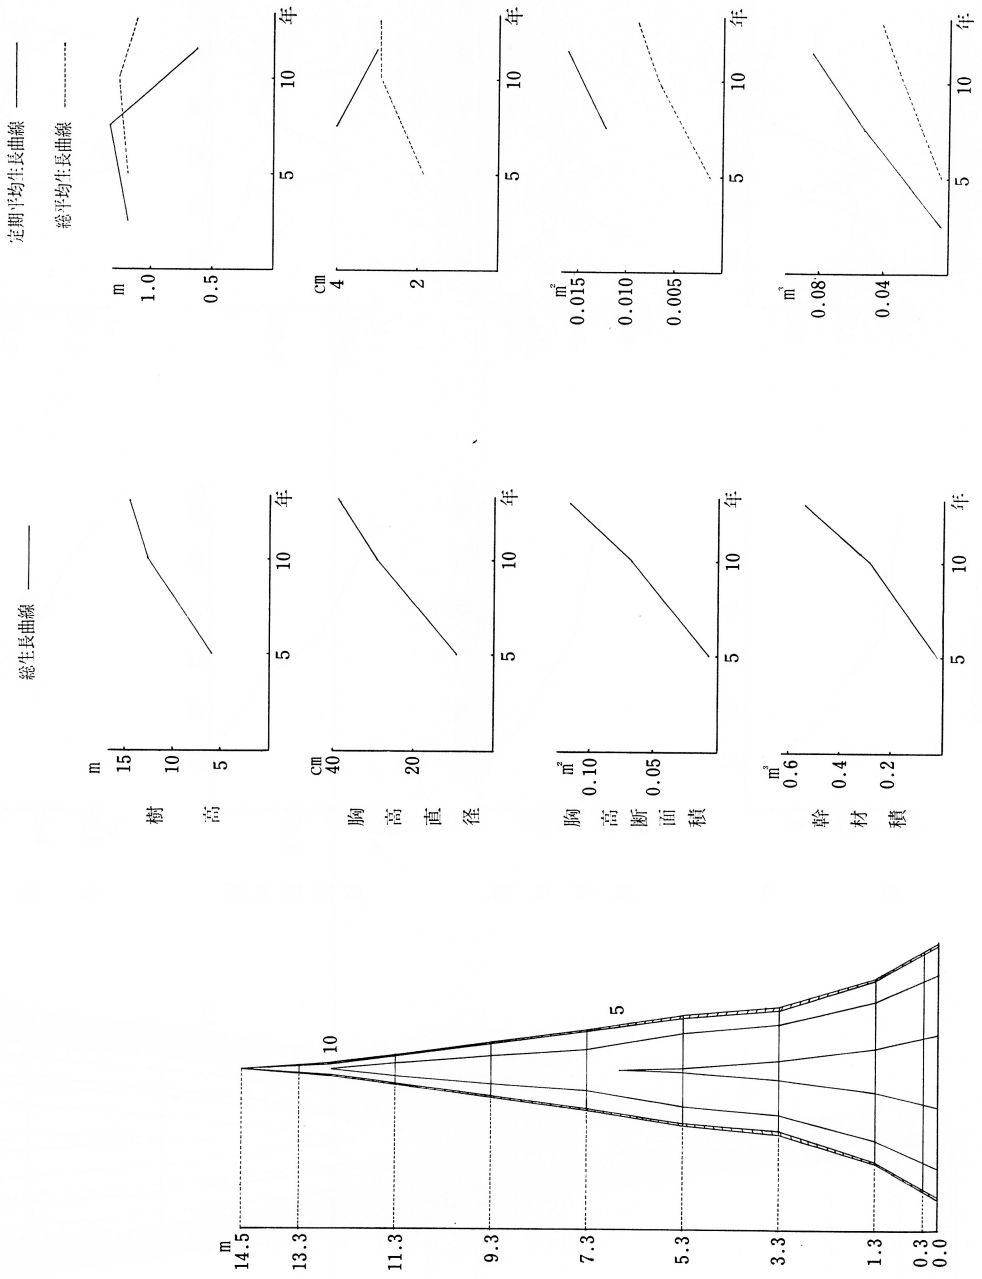 総生長曲線
定期平均生長曲線
総平均生長曲線
m
14.5
13.3
11.3
9.3
7.3
5.3
3.3
1.3
0.3
0.0
10
5
樹高
m
15
10
5
5 10 年
m
1.0
0.5
5 10 年
胸高直径
cm
40
20
5 10 年
cm
4
2
5 10 年
胸高断面積
m²
0.10
0.05
5 10 年
m²
0.015
0.010
0.005
5 10 年
幹材積
m³
0.6
0.4
0.2
5 10 年
m³
0.08
0.04
5 10 年